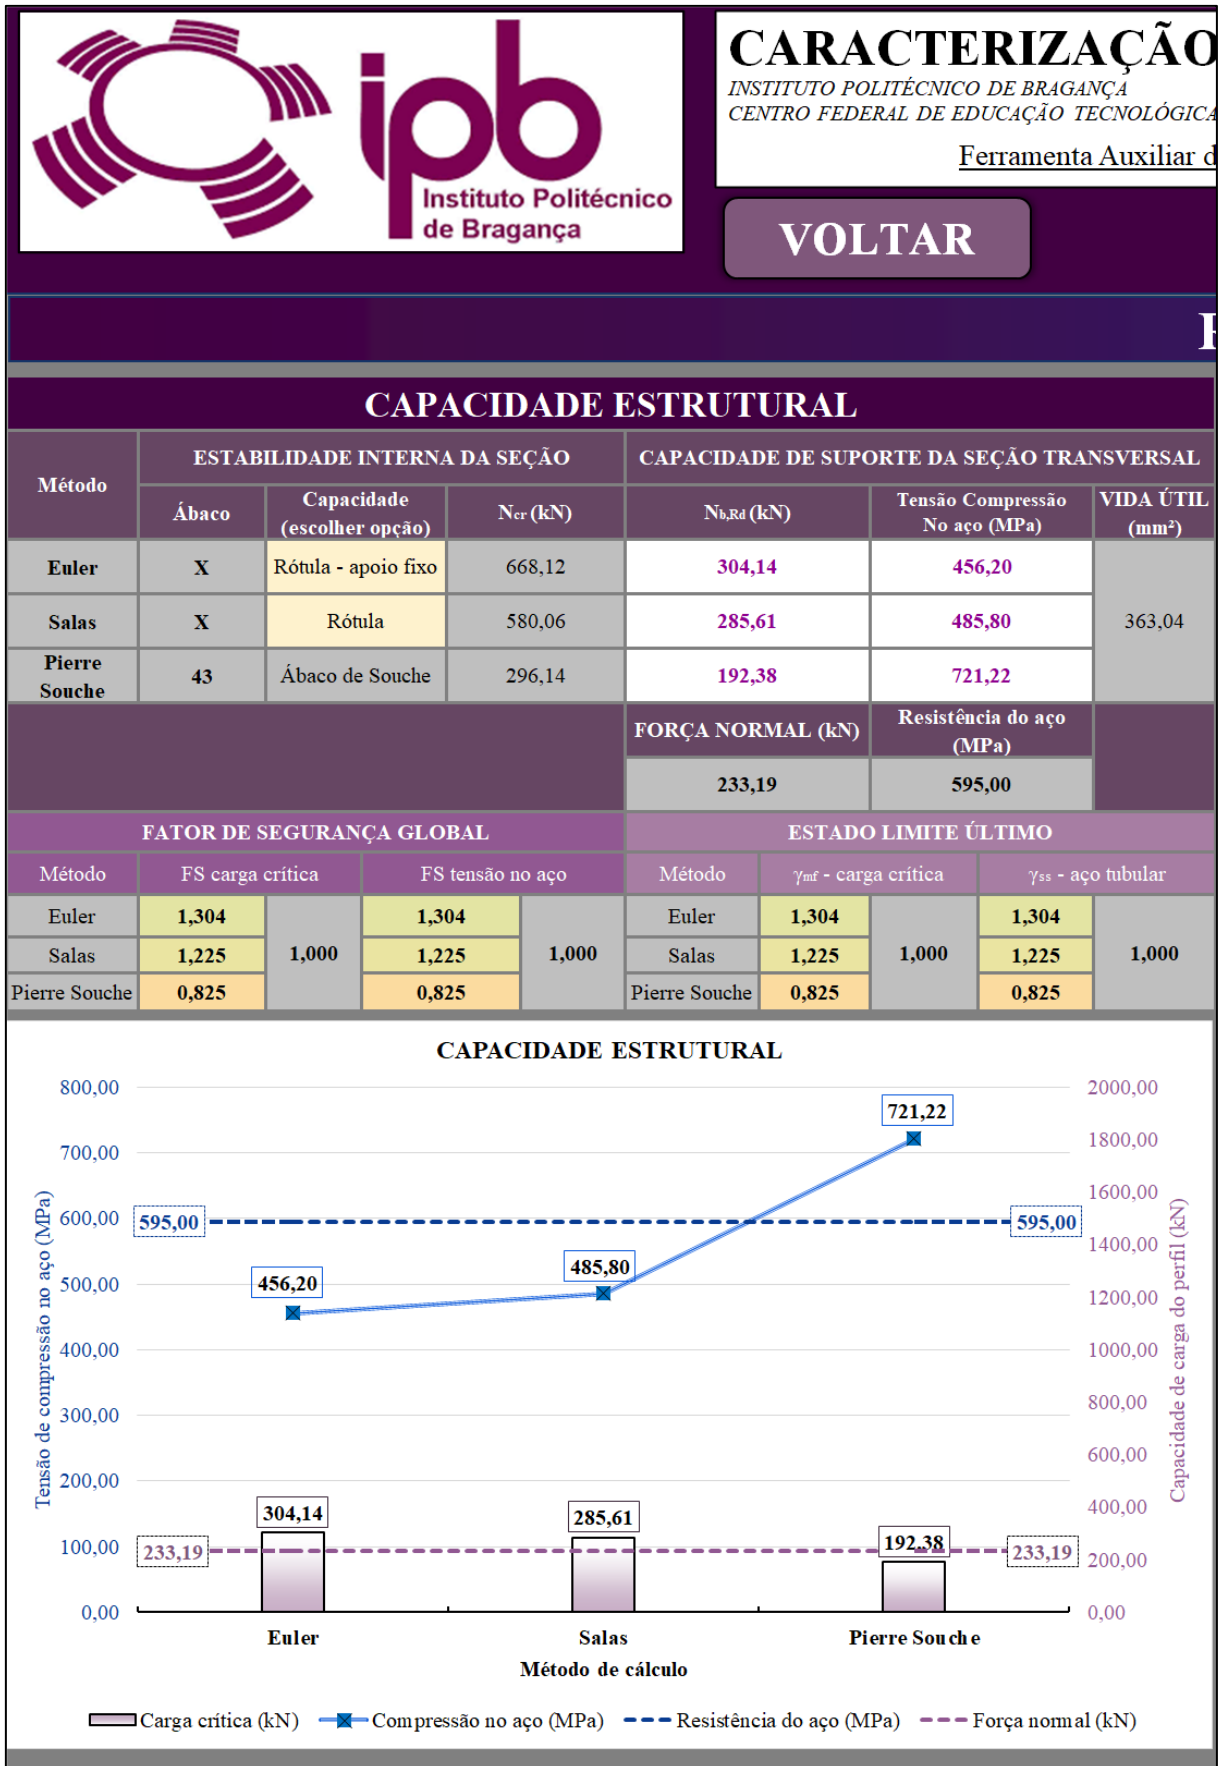 ipb
Instituto Politécnico
de Bragança
CARACTERIZAÇÃO
INSTITUTO POLITÉCNICO DE BRAGANÇA
CENTRO FEDERAL DE EDUCAÇÃO TECNOLÓGICA
Ferramenta Auxiliar d
VOLTAR
CAPACIDADE ESTRUTURAL
Método
ESTABILIDADE INTERNA DA SEÇÃO
CAPACIDADE DE SUPORTE DA SEÇÃO TRANSVERSAL
Ábaco
Capacidade
(escolher opção)
Ncr (kN)
Nb,Rd (kN)
Tensão Compressão
No aço (MPa)
VIDA ÚTIL
(mm²)
Euler X Rótula - apoio fixo 668,12 304,14 456,20
Salas X Rótula 580,06 285,61 485,80 363,04
Pierre
Souche
43 Ábaco de Souche 296,14 192,38 721,22
FORÇA NORMAL (kN)
Resistência do aço
(MPa)
233,19 595,00
FATOR DE SEGURANÇA GLOBAL
ESTADO LIMITE ÚLTIMO
Método FS carga crítica FS tensão no aço Método γmf - carga crítica γss - aço tubular
Euler 1,304 1,304 Euler 1,304 1,304
Salas 1,225 1,000 1,225 1,000 Salas 1,225 1,000 1,225 1,000
Pierre Souche 0,825 0,825 Pierre Souche 0,825 0,825
CAPACIDADE ESTRUTURAL
Tensão de compressão no aço (MPa)
800,00
700,00
600,00
500,00
400,00
300,00
200,00
100,00
0,00
2000,00
1800,00
1600,00
1400,00
1200,00
1000,00
800,00
600,00
400,00
200,00
0,00
Capacidade de carga do perfil (kN)
721,22
595,00
595,00
456,20
485,80
304,14
285,61
192,38
233,19
233,19
Euler
Salas
Pierre Souche
Método de cálculo
Carga crítica (kN) Compressão no aço (MPa) Resistência do aço (MPa) Força normal (kN)